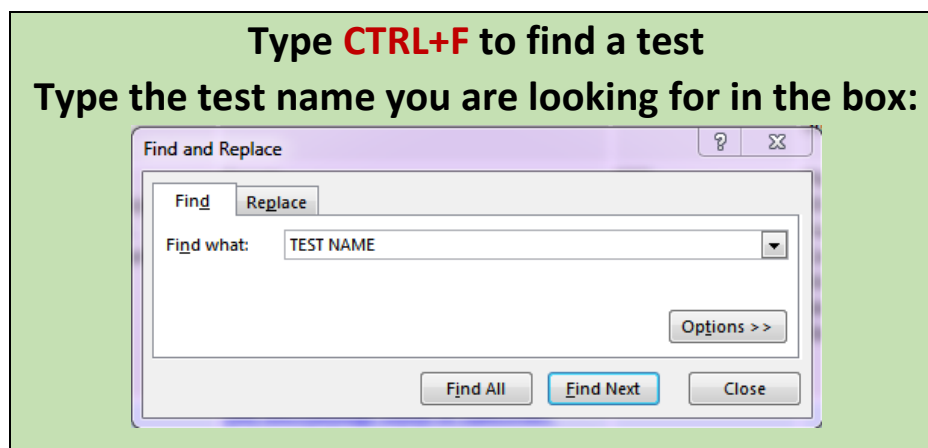 Type CTRL+F to find a test
Type the test name you are looking for in the box:
Find and Replace
Find Replace
Find what: TEST NAME
Options >>
Find All Find Next Close